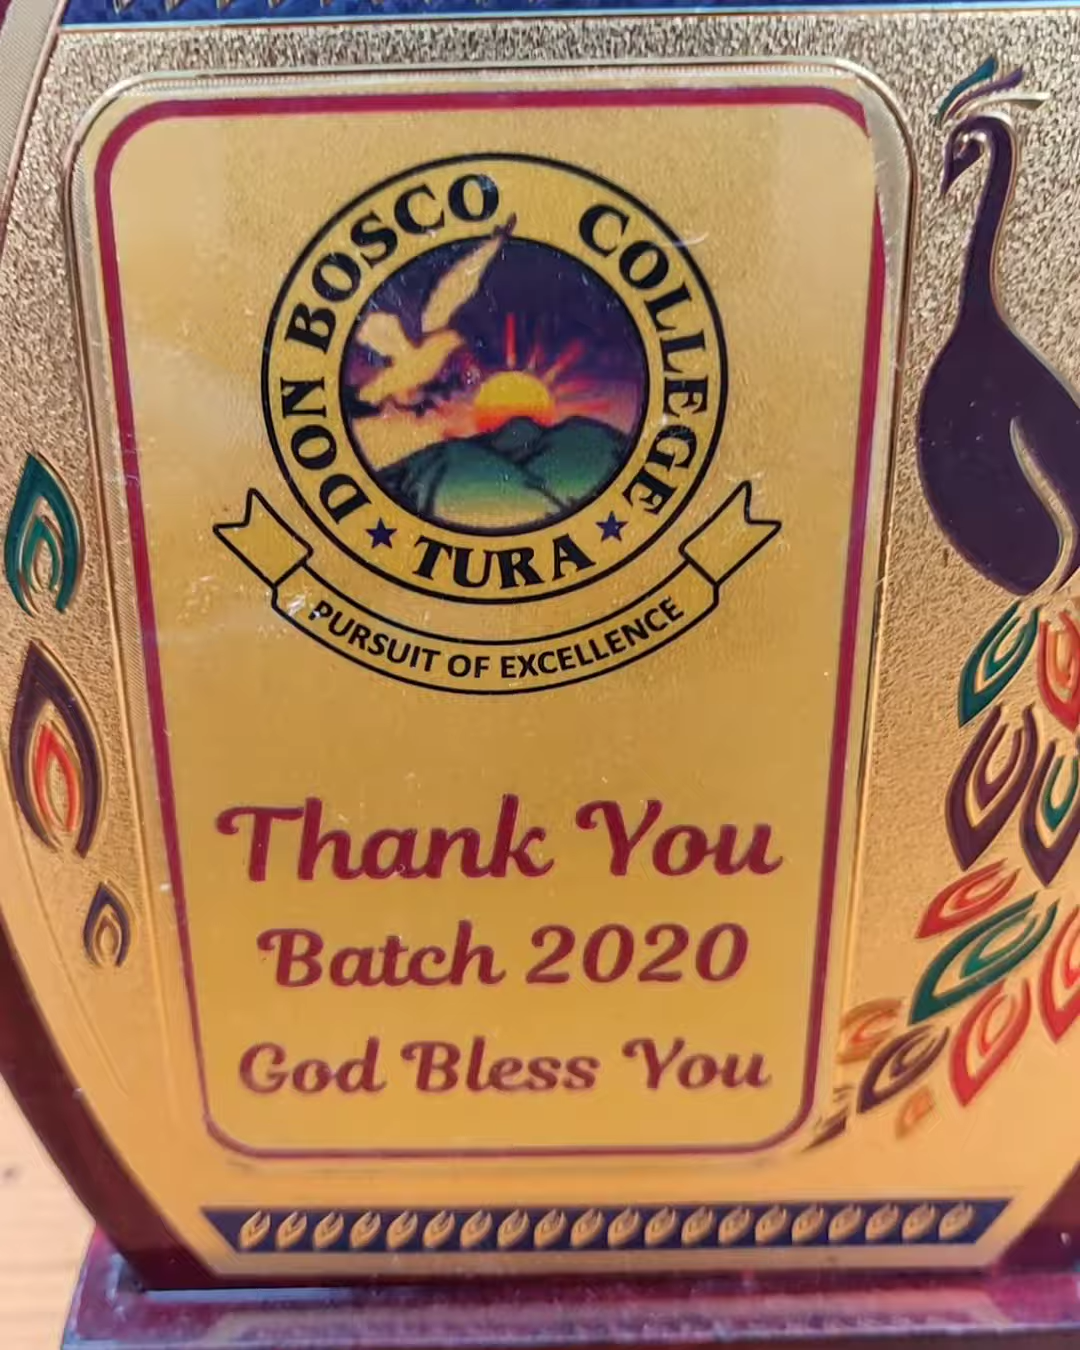 DON BOSCO COLLEGE
TURA
PURSUIT OF EXCELLENCE
Thank You
Batch 2020
God Bless You